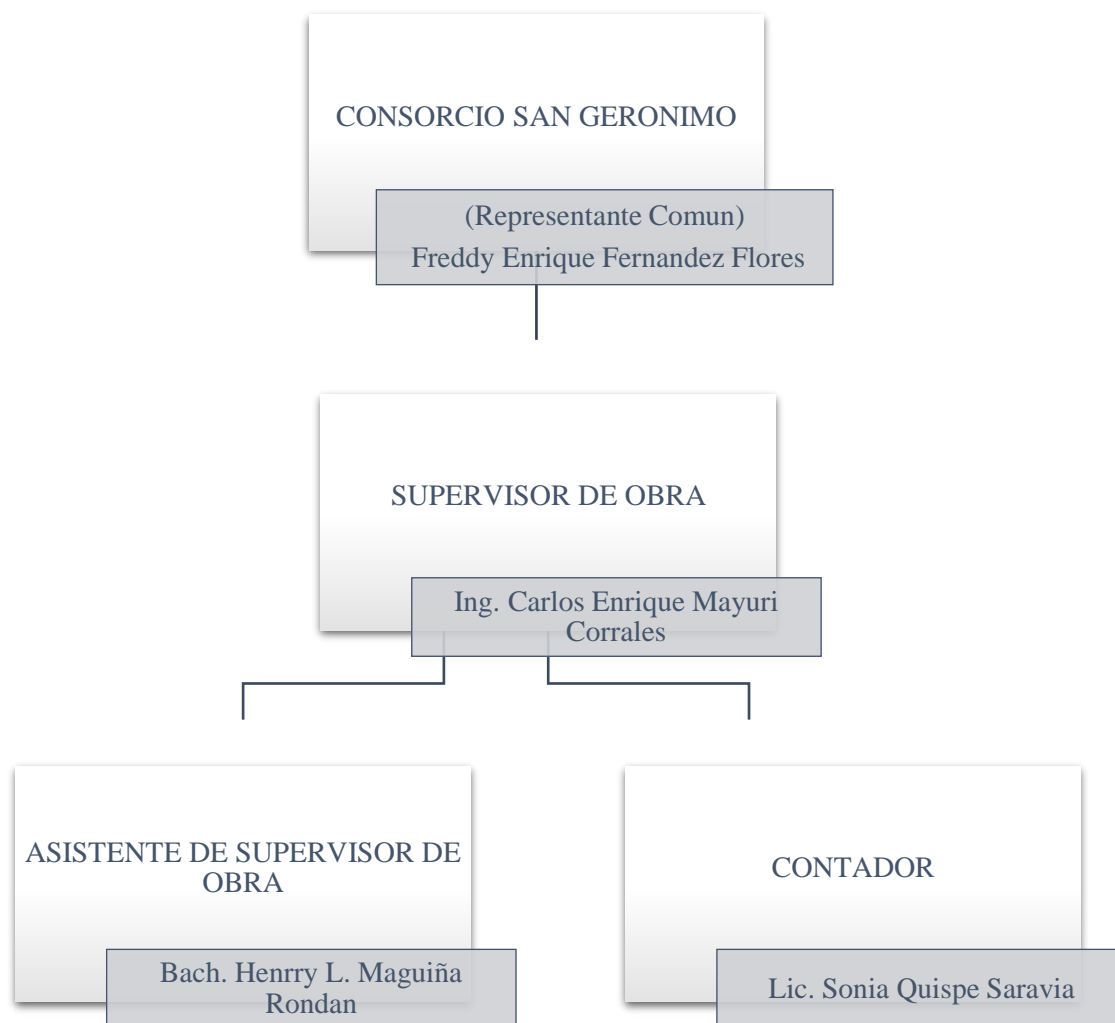 CONSORCIO SAN GERONIMO
(Representante Comun)
Freddy Enrique Fernandez Flores
SUPERVISOR DE OBRA
Ing. Carlos Enrique Mayuri
Corrales
ASISTENTE DE SUPERVISOR DE
OBRA
Bach. Henrry L. Maguiña
Rondan
CONTADOR
Lic. Sonia Quispe Saravia